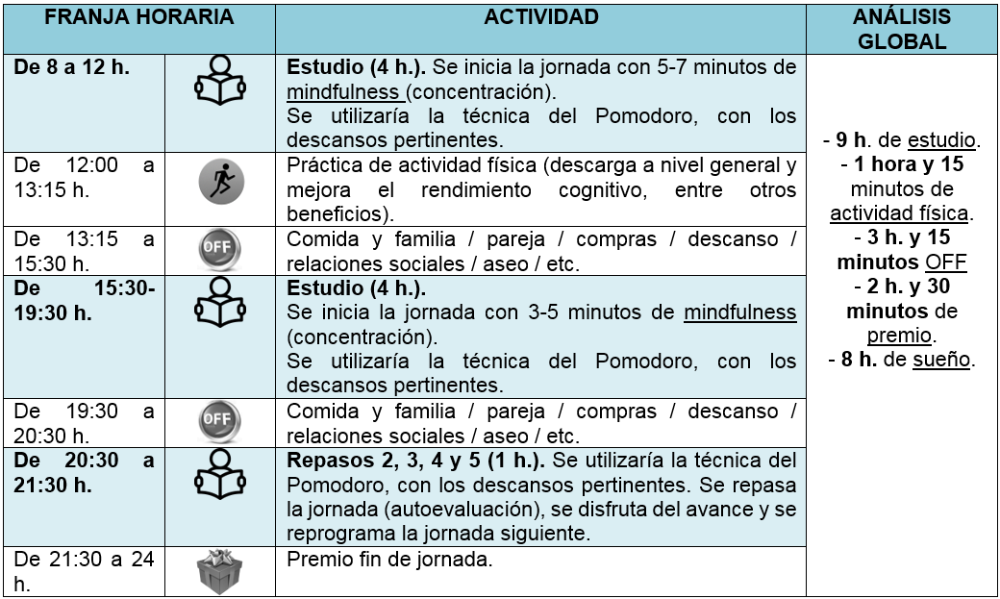 FRANJA HORARIA
ACTIVIDAD
ANÁLISIS
GLOBAL
De 8 a 12 h.
Estudio (4 h.). Se inicia la jornada con 5-7 minutos de
mindfulness (concentración).
Se utilizaría la técnica del Pomodoro, con los
descansos pertinentes.
De 12:00 a
13:15 h.
Práctica de actividad física (descarga a nivel general y
mejora el rendimiento cognitivo, entre otros
beneficios).
De 13:15 a
15:30 h.
OFF
Comida y familia / pareja / compras / descanso /
relaciones sociales / aseo / etc.
De 15:30-
19:30 h.
Estudio (4 h.).
Se inicia la jornada con 3-5 minutos de mindfulness
(concentración).
Se utilizaría la técnica del Pomodoro, con los
descansos pertinentes.
De 19:30 a
20:30 h.
OFF
Comida y familia / pareja / compras / descanso /
relaciones sociales / aseo / etc.
De 20:30 a
21:30 h.
Repasos 2, 3, 4 y 5 (1 h.). Se utilizaría la técnica del
Pomodoro, con los descansos pertinentes. Se repasa
la jornada (autoevaluación), se disfruta del avance y se
reprograma la jornada siguiente.
De 21:30 a 24
h.
Premio fin de jornada.
- 9 h. de estudio.
- 1 hora y 15
minutos de
actividad física.
- 3 h. y 15
minutos OFF
- 2 h. y 30
minutos de
premio.
- 8 h. de sueño.